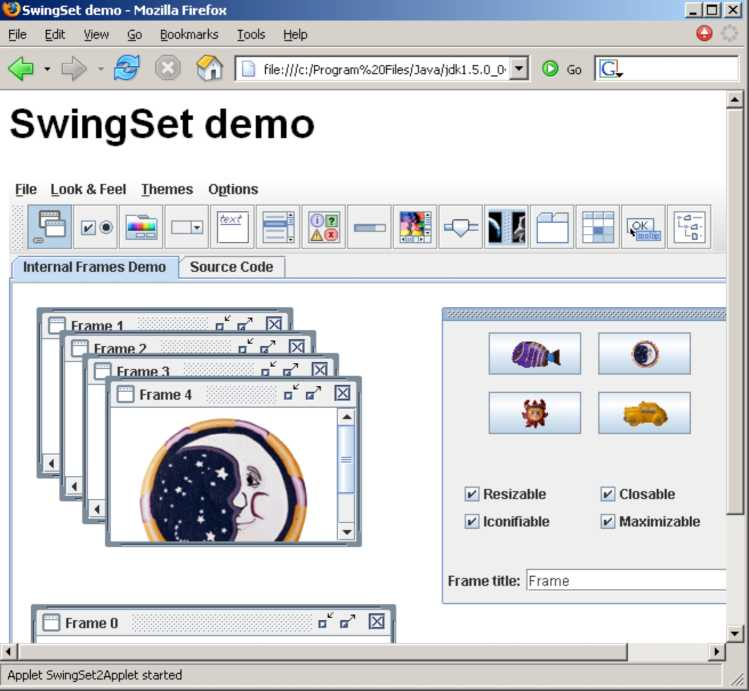 SwingSet demo - Mozilla Firefox
File Edit View Go Bookmarks Tools Help
file:///c:/Program%20Files/Java/jdk1.5.0_0 Go G
SwingSet demo
File Look & Feel Themes Options
text OK tooltip
Internal Frames Demo Source Code
Frame 1
Frame 2
Frame 3
Frame 4
Resizable Closable
Iconifiable Maximizable
Frame title: Frame
Frame 0
Applet SwingSet2Applet started